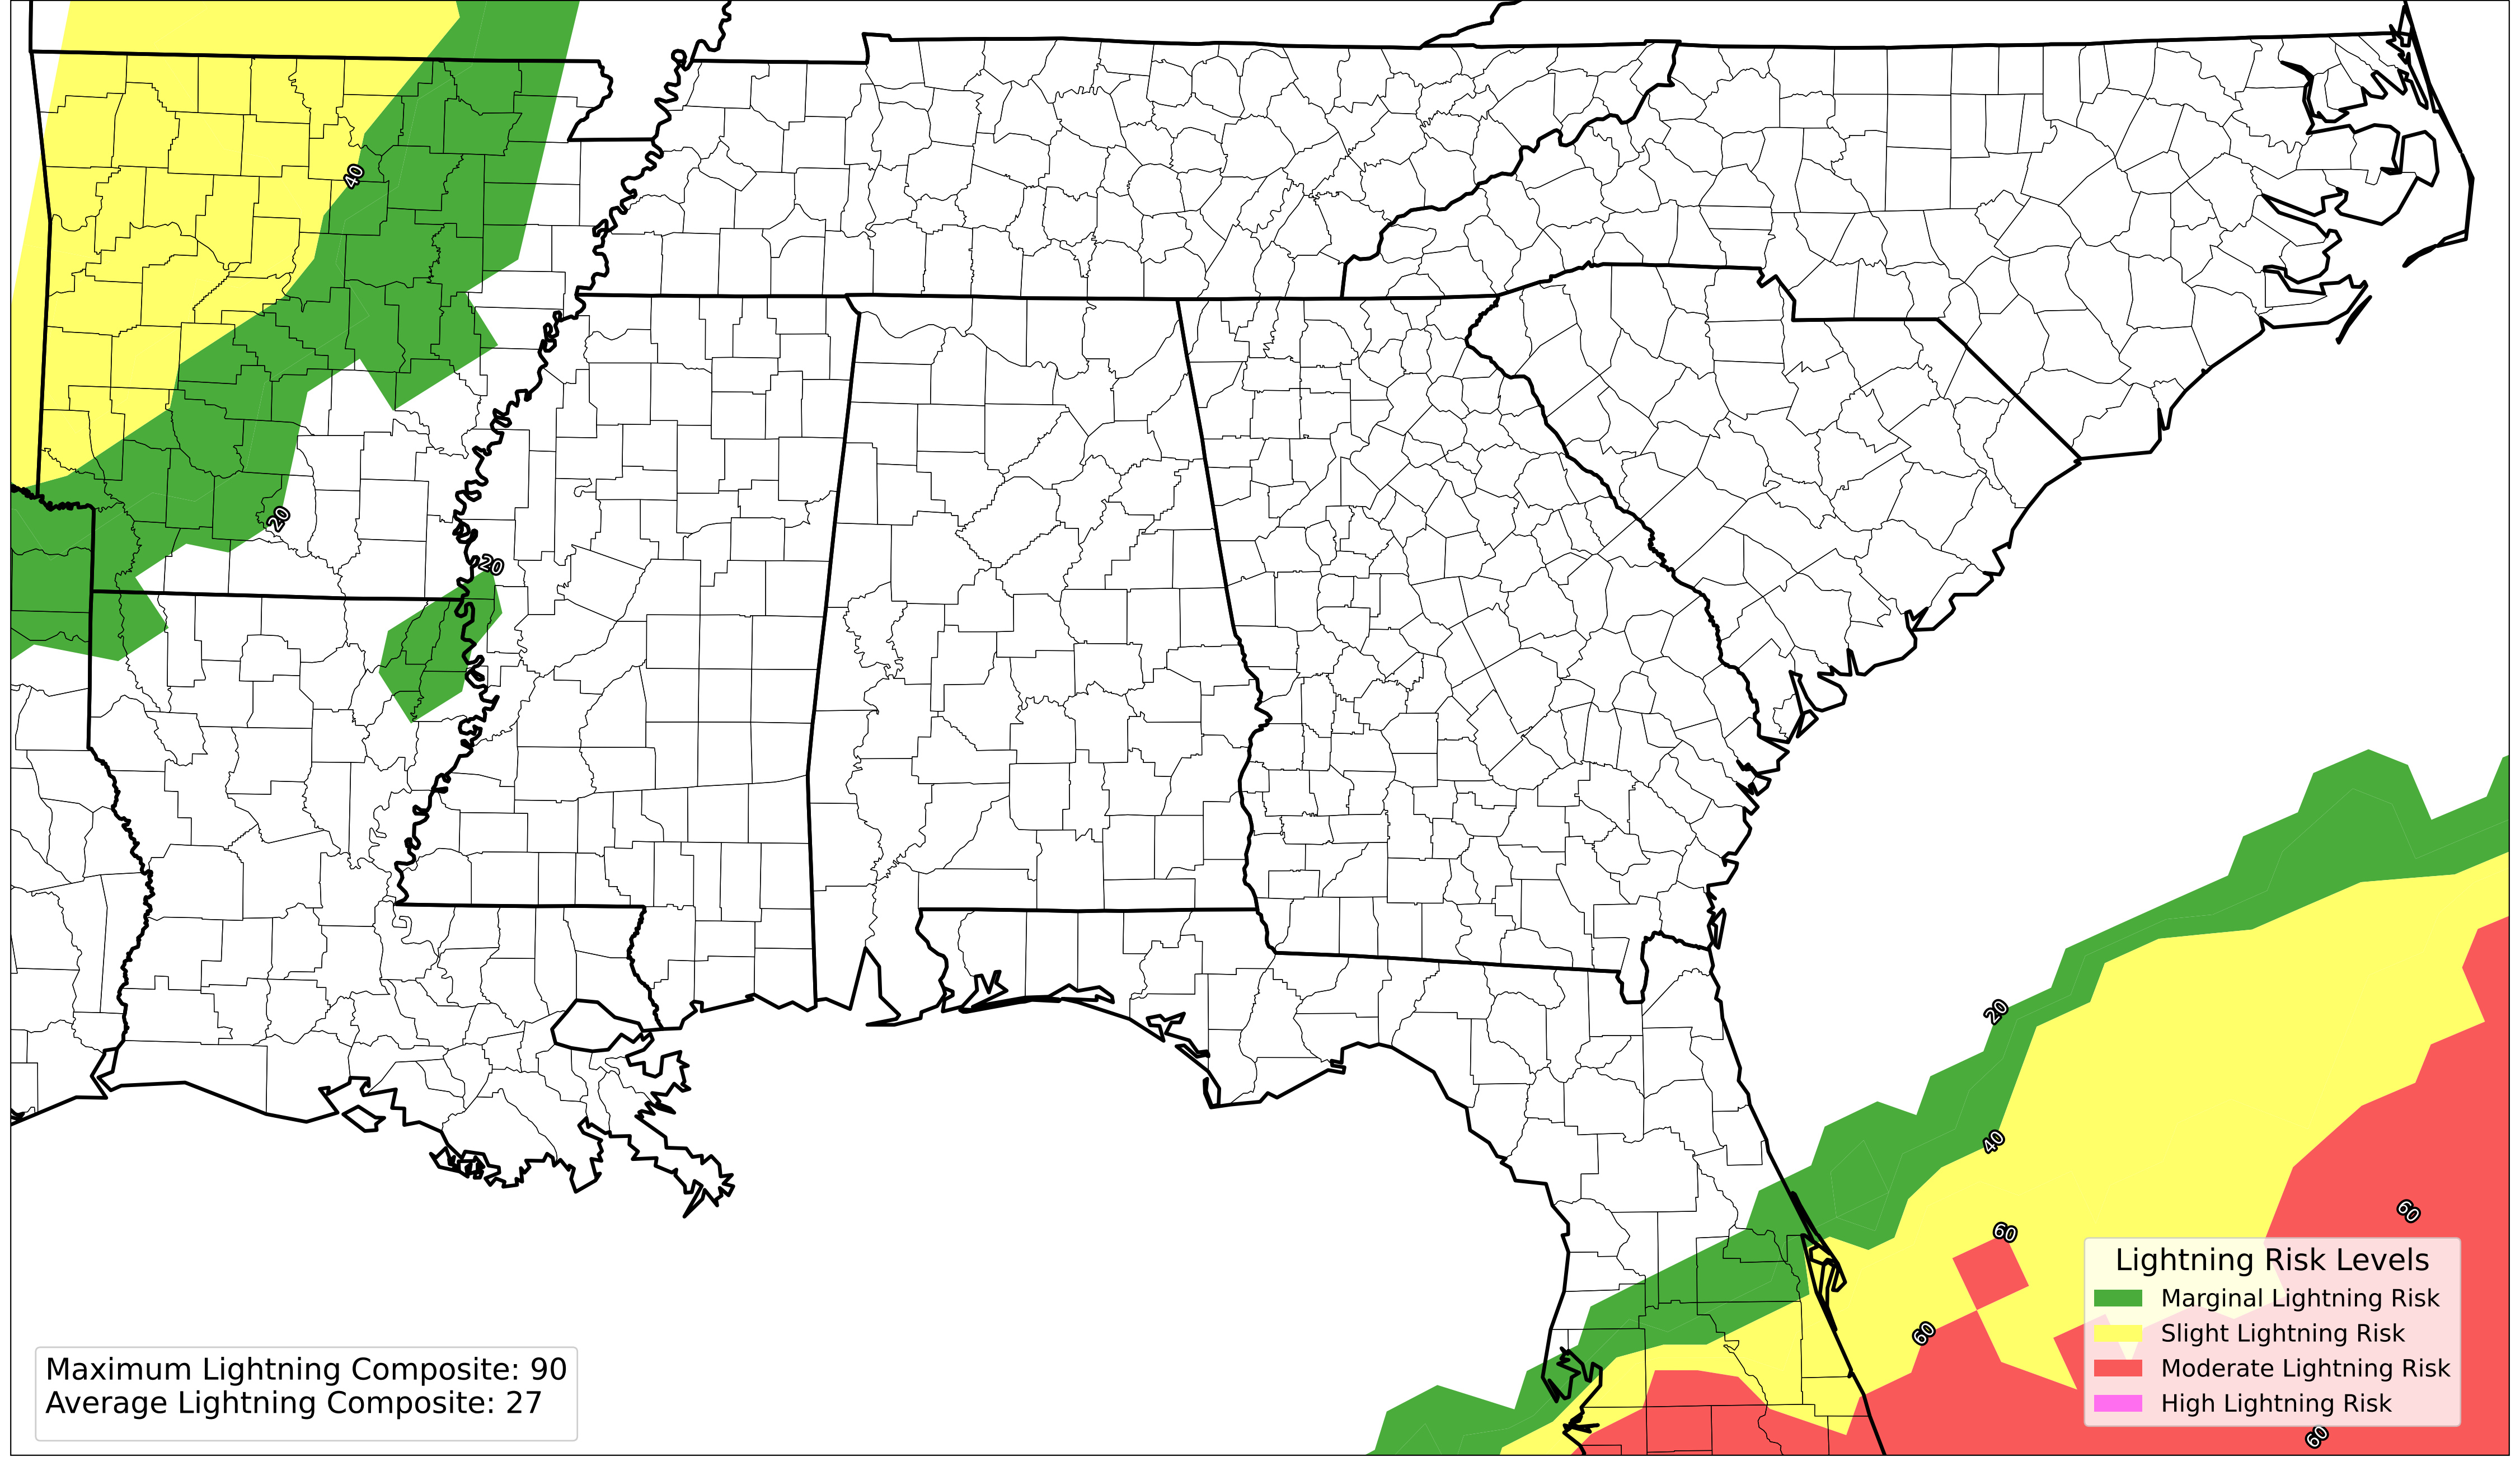 40
20
20
20
40
60
60
60
Lightning Risk Levels
Marginal Lightning Risk
Slight Lightning Risk
Moderate Lightning Risk
High Lightning Risk
Maximum Lightning Composite: 90
Average Lightning Composite: 27
60